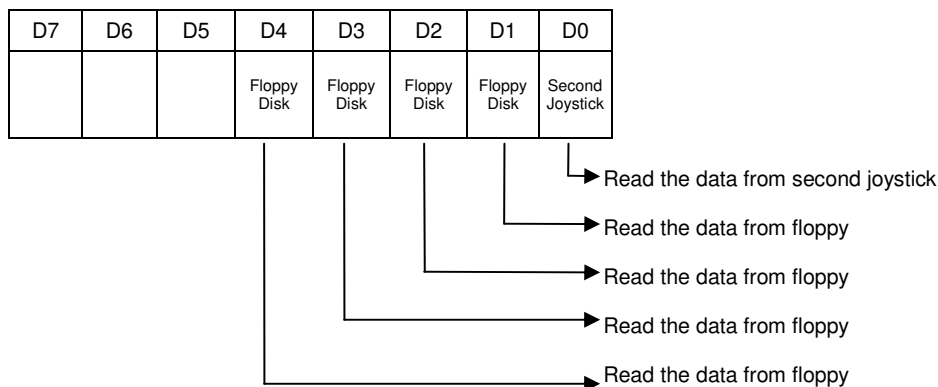 D7 D6 D5 D4 D3 D2 D1 D0
Floppy Disk Floppy Disk Floppy Disk Floppy Disk Second Joystick
Read the data from second joystick
Read the data from floppy
Read the data from floppy
Read the data from floppy
Read the data from floppy